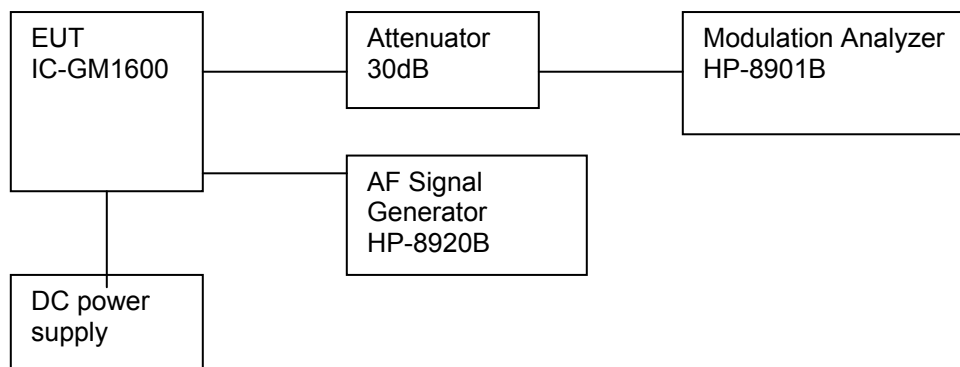 EUT
IC-GM1600
Attenuator
30dB
Modulation Analyzer
HP-8901B
AF Signal
Generator
HP-8920B
DC power
supply